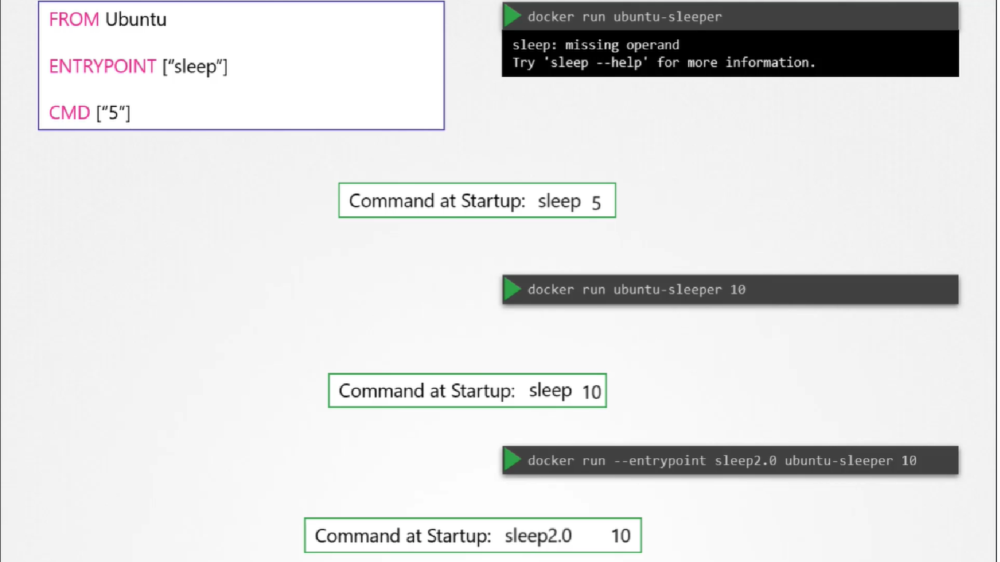 FROM Ubuntu
ENTRYPOINT [“sleep”]
CMD [“5”]
docker run ubuntu-sleeper
sleep: missing operand
Try 'sleep --help' for more information.
Command at Startup: sleep 5
docker run ubuntu-sleeper 10
Command at Startup: sleep 10
docker run --entrypoint sleep2.0 ubuntu-sleeper 10
Command at Startup: sleep2.0 10